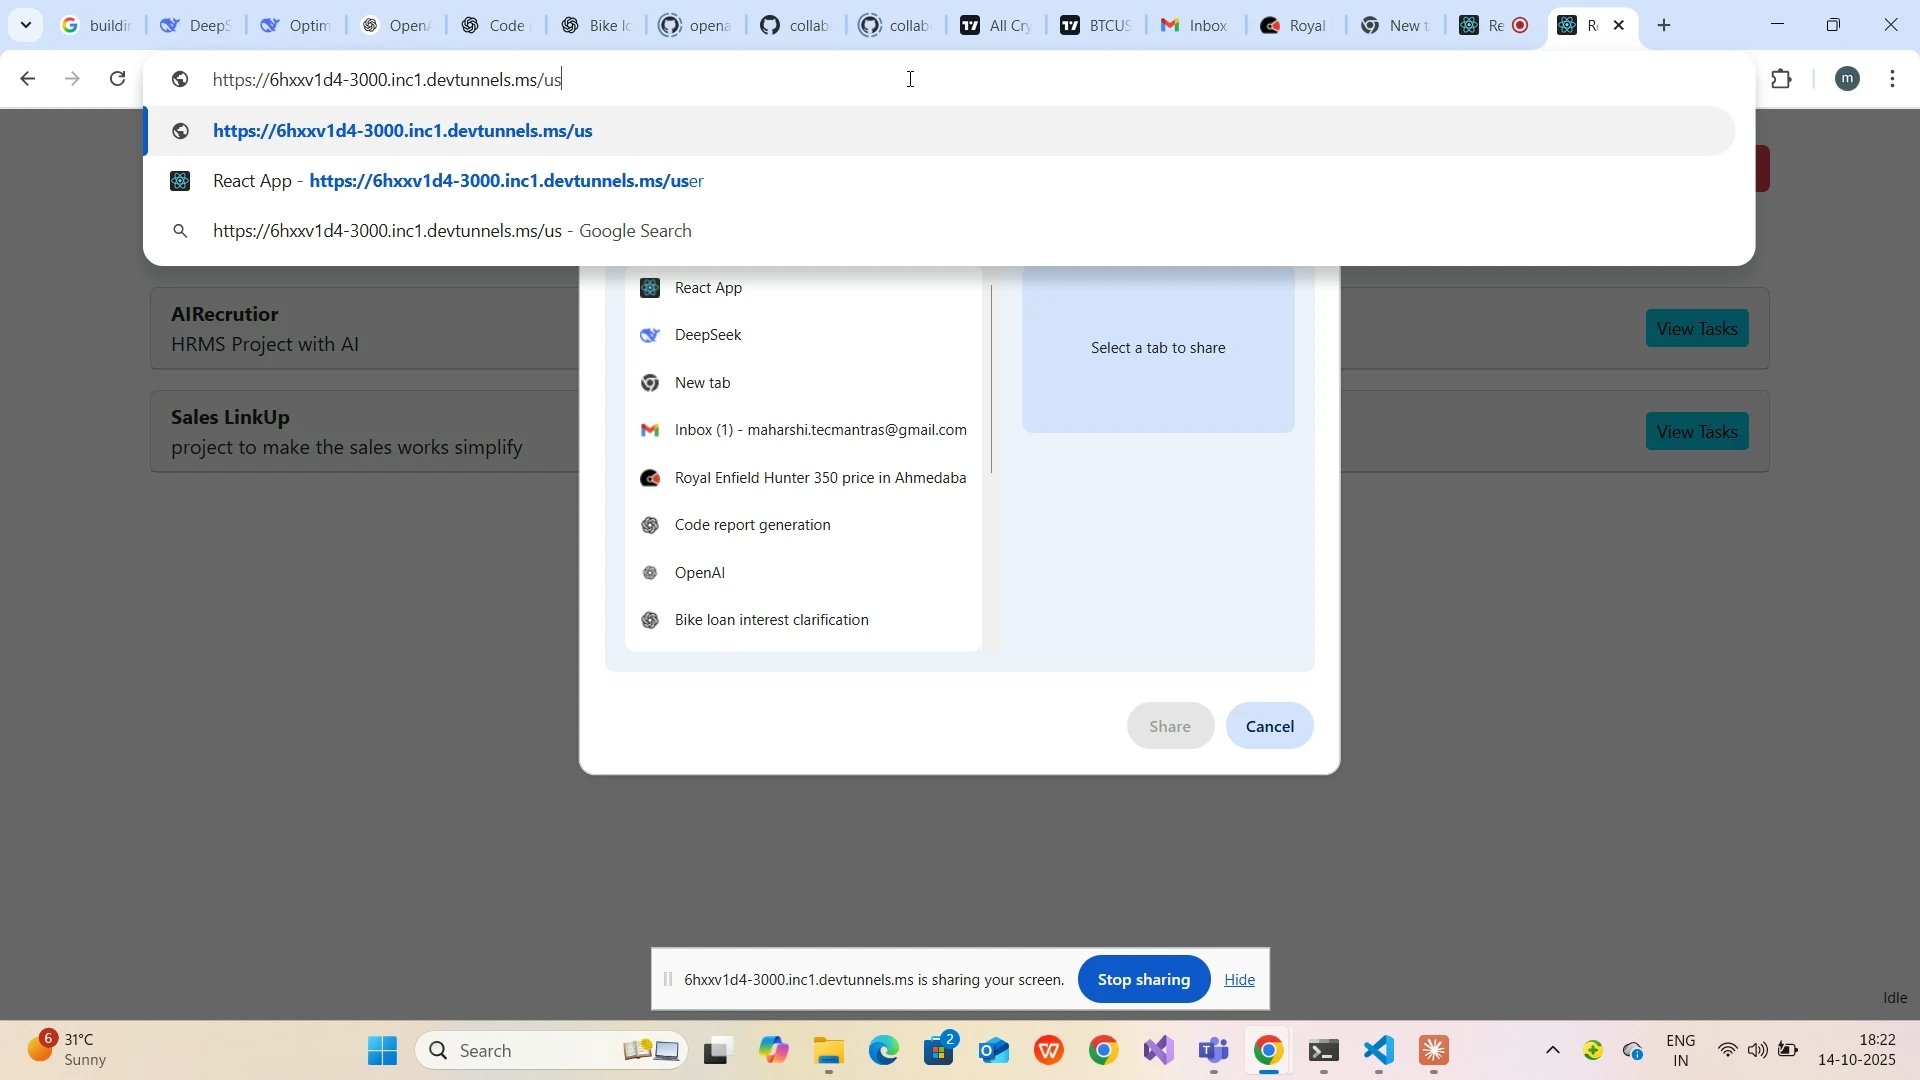 buildin
DeepS
Optim
OpenA
Code r
Bike lo
opena
collab
collab
All Cry
BTCUS
Inbox
Royal
New t
Re
Re
https://6hxxv1d4-3000.inc1.devtunnels.ms/us
m
https://6hxxv1d4-3000.inc1.devtunnels.ms/us
React App - https://6hxxv1d4-3000.inc1.devtunnels.ms/user
https://6hxxv1d4-3000.inc1.devtunnels.ms/us - Google Search
AIRecrutior
HRMS Project with AI
View Tasks
Sales LinkUp
project to make the sales works simplify
View Tasks
React App
DeepSeek
New tab
Inbox (1) - maharshi.tecmantras@gmail.com
Royal Enfield Hunter 350 price in Ahmedaba
Code report generation
OpenAI
Bike loan interest clarification
Select a tab to share
Share
Cancel
6hxxv1d4-3000.inc1.devtunnels.ms is sharing your screen.
Stop sharing
Hide
Idle
6
31°C
Sunny
Search
2
ENG
IN
18:22
14-10-2025